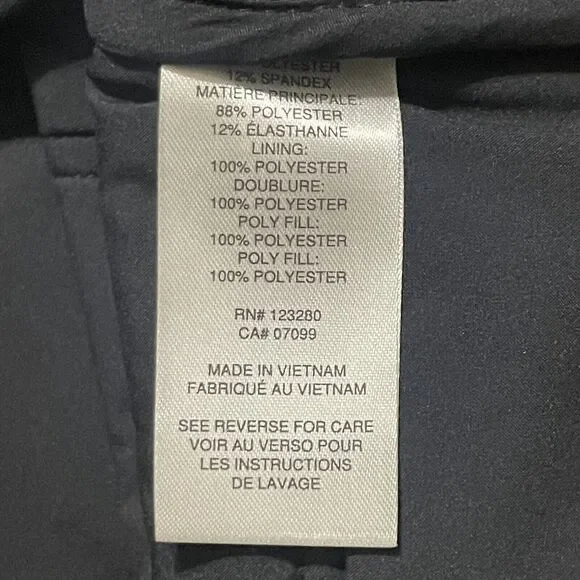 POLYESTER
12% SPANDEX
MATIÈRE PRINCIPALE:
88% POLYESTER
12% ÉLASTHANNE
LINING:
100% POLYESTER
DOUBLURE:
100% POLYESTER
POLY FILL:
100% POLYESTER
POLY FILL:
100% POLYESTER
RN# 123280
CA# 07099
MADE IN VIETNAM
FABRIQUÉ AU VIETNAM
SEE REVERSE FOR CARE
VOIR AU VERSO POUR
LES INSTRUCTIONS
DE LAVAGE